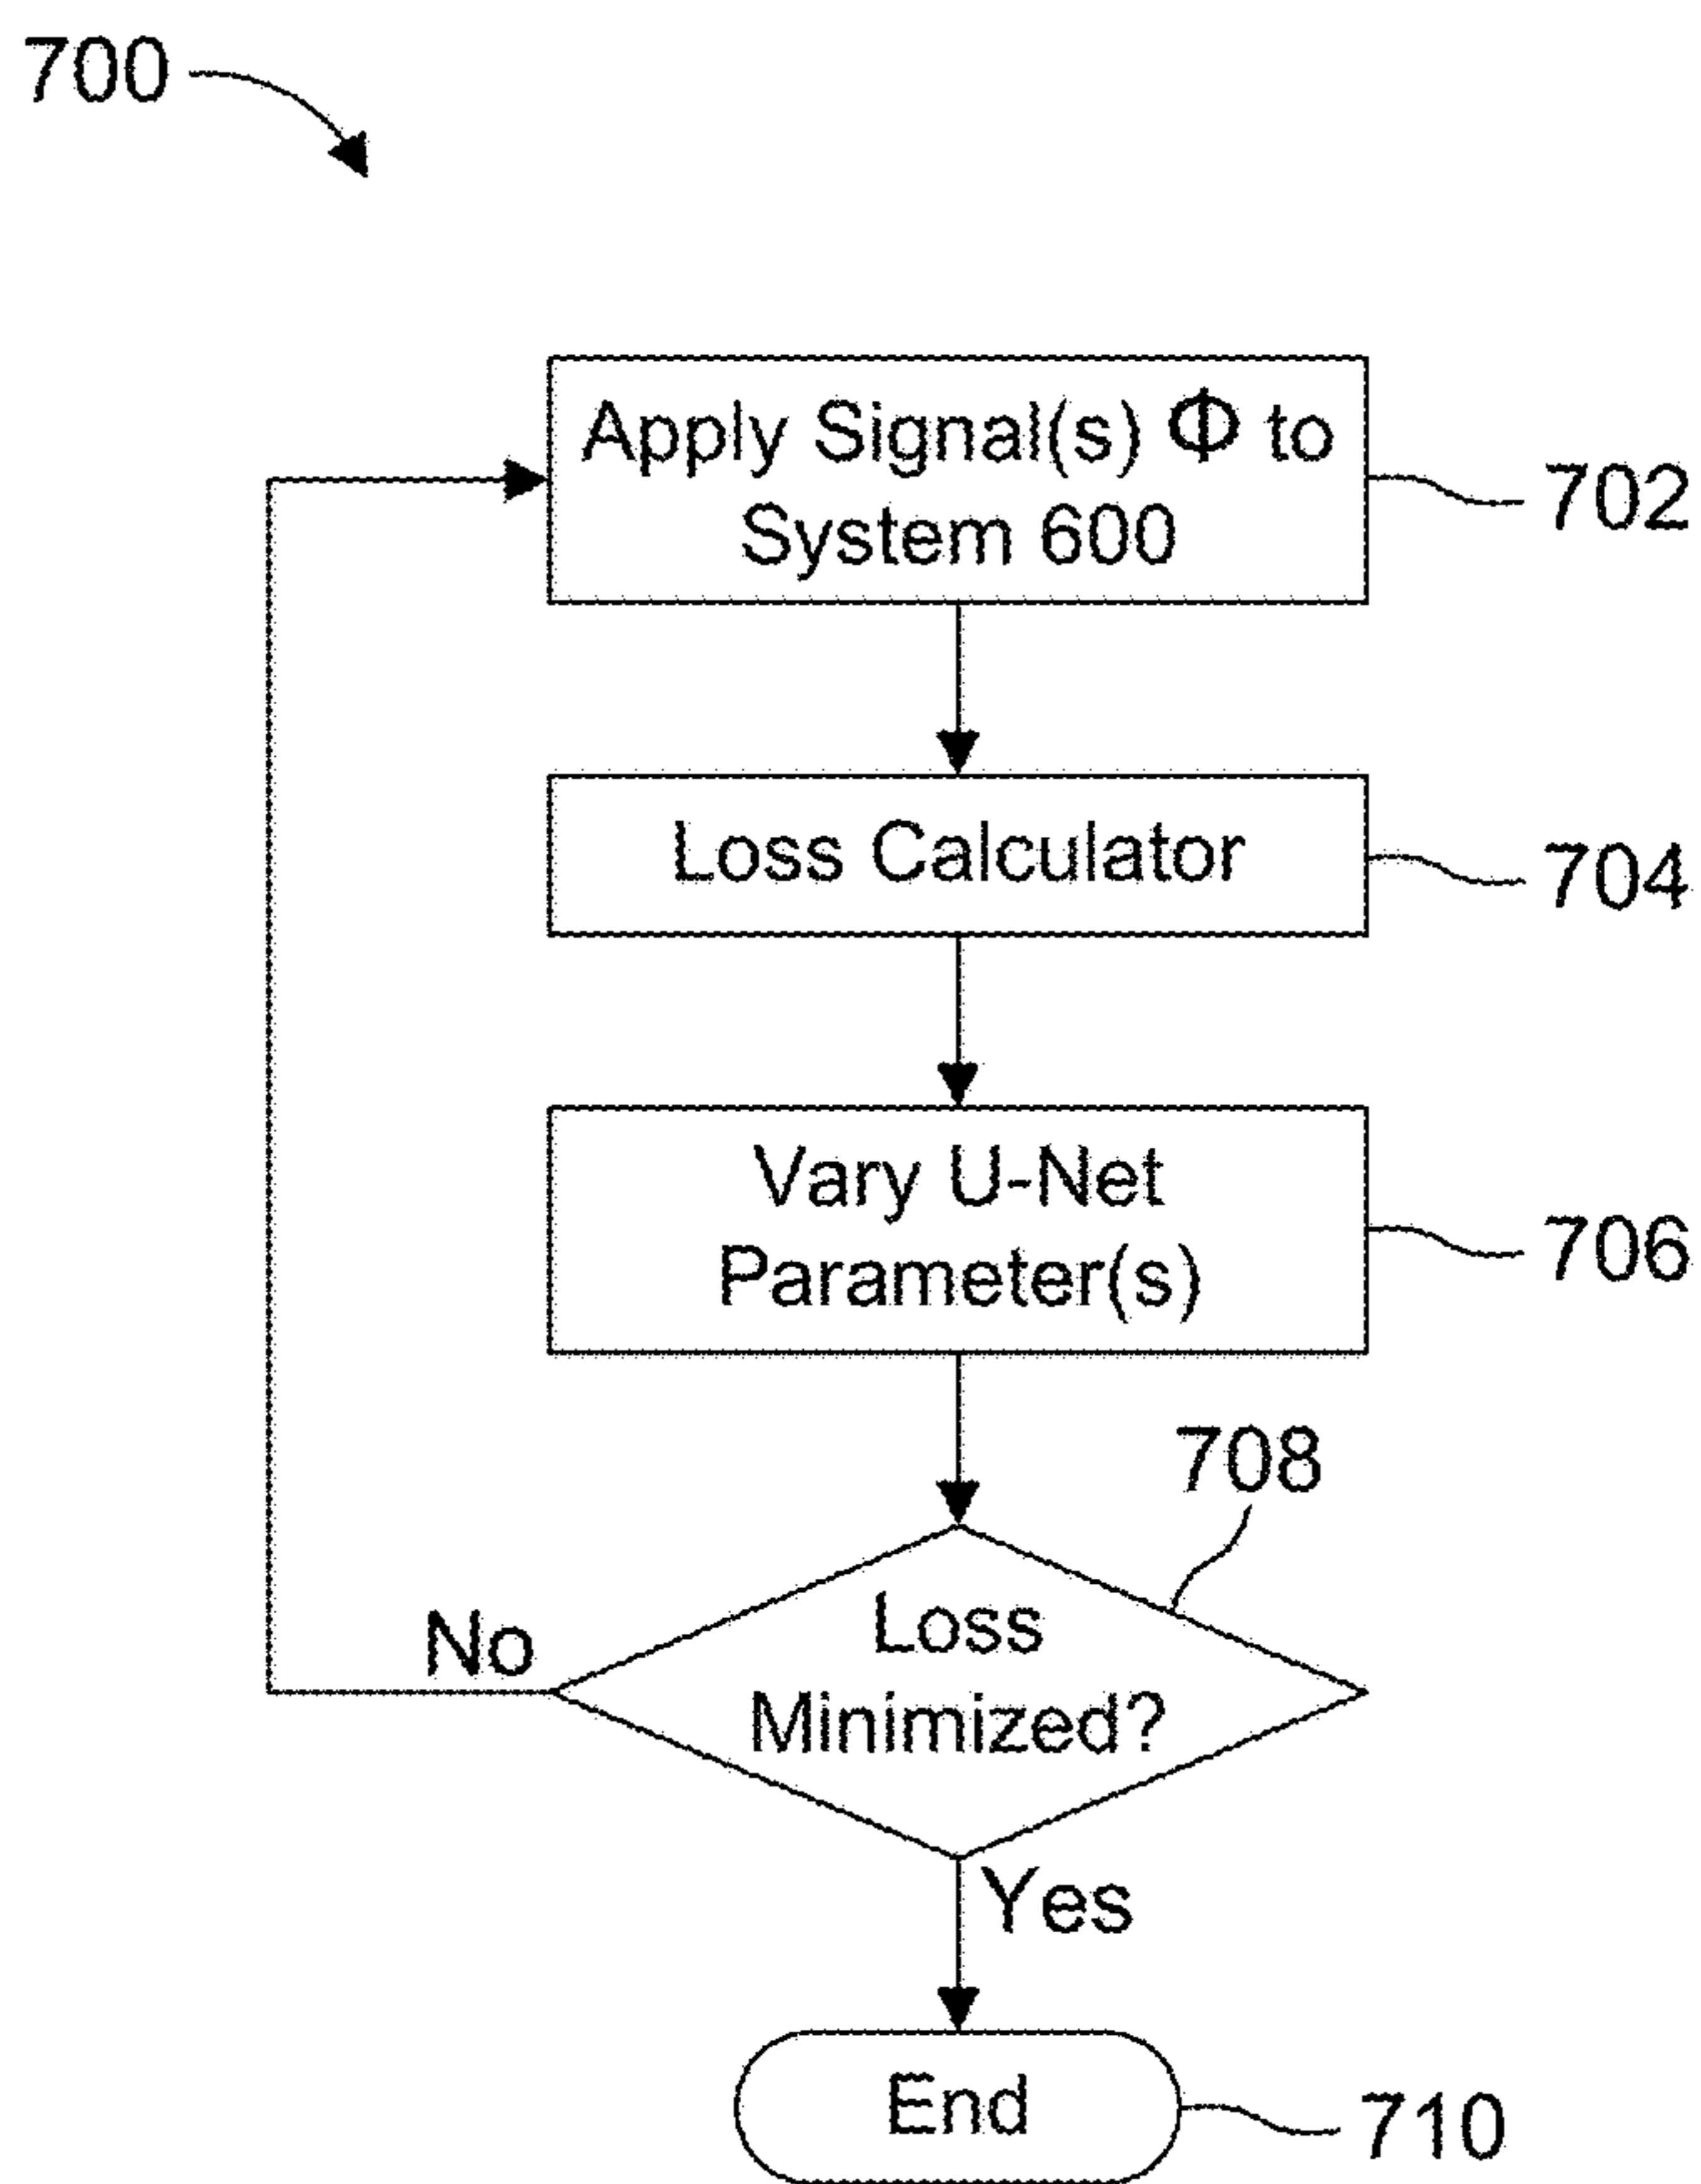 700
Apply Signal(s) Φ to
System 600
702
Loss Calculator
704
Vary U-Net
Parameter(s)
706
708
Loss
Minimized?
No
Yes
End
710